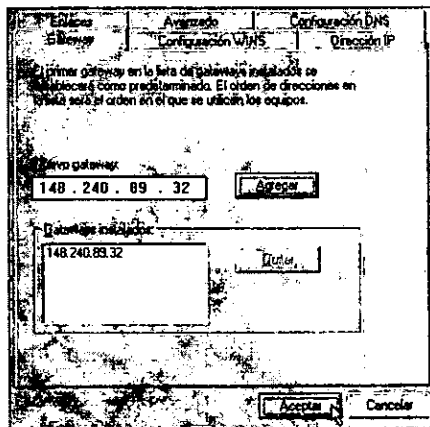 Enlaces Avanzado Configuración DNS
Gateway Configuración WINS Dirección IP
El primer gateway en la lista de gateways instalados se
establecerá como predeterminado. El orden de direcciones en
la lista será el orden en el que se utilicen los equipos.
Nuevo gateway:
148 . 240 . 89 . 32 Agregar
Gateways instalados:
148.240.89.32 Quitar
Aceptar Cancelar